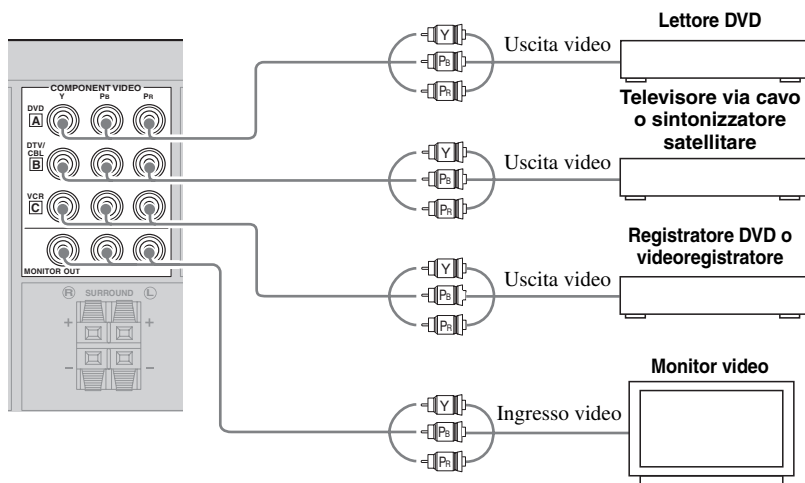 COMPONENT VIDEO
Y PB PR
DVD
A
DTV/
CBL
B
VCR
C
MONITOR OUT
R SURROUND L
+ +
– –
Y
PB
PR
Uscita video
Lettore DVD
Y
PB
PR
Uscita video
Televisore via cavo
o sintonizzatore
satellitare
Y
PB
PR
Uscita video
Registratore DVD o
videoregistratore
Y
PB
PR
Ingresso video
Monitor video